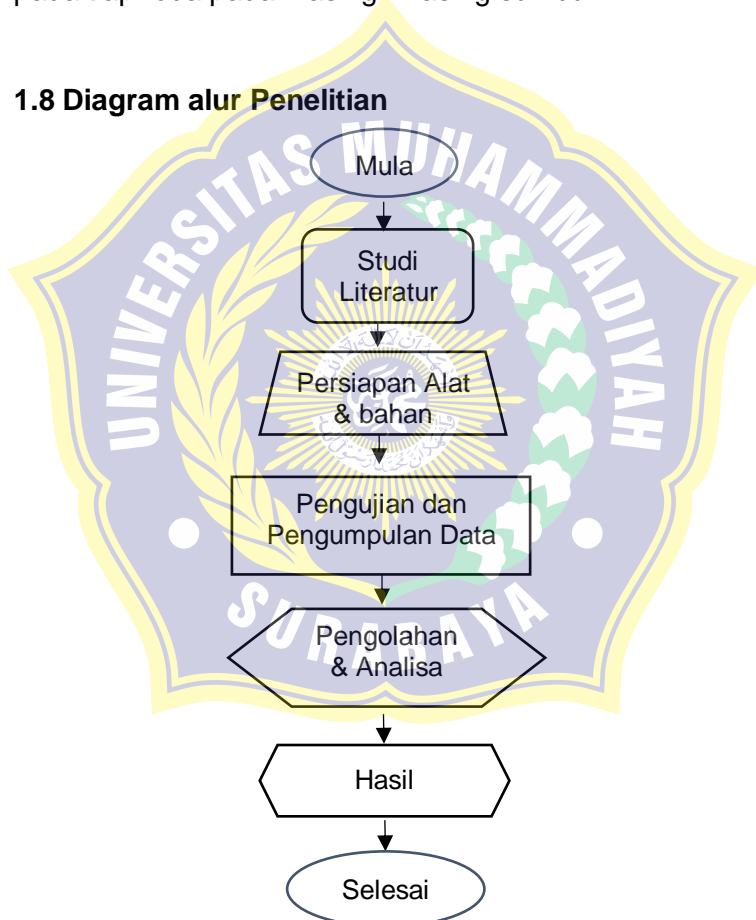 1.8 Diagram alur Penelitian
UNIVERSITAS MUHAMMADIYAH
SURABAYA
Mula
Studi
Literatur
Persiapan Alat
& bahan
Pengujian dan
Pengumpulan Data
Pengolahan
& Analisa
Hasil
Selesai